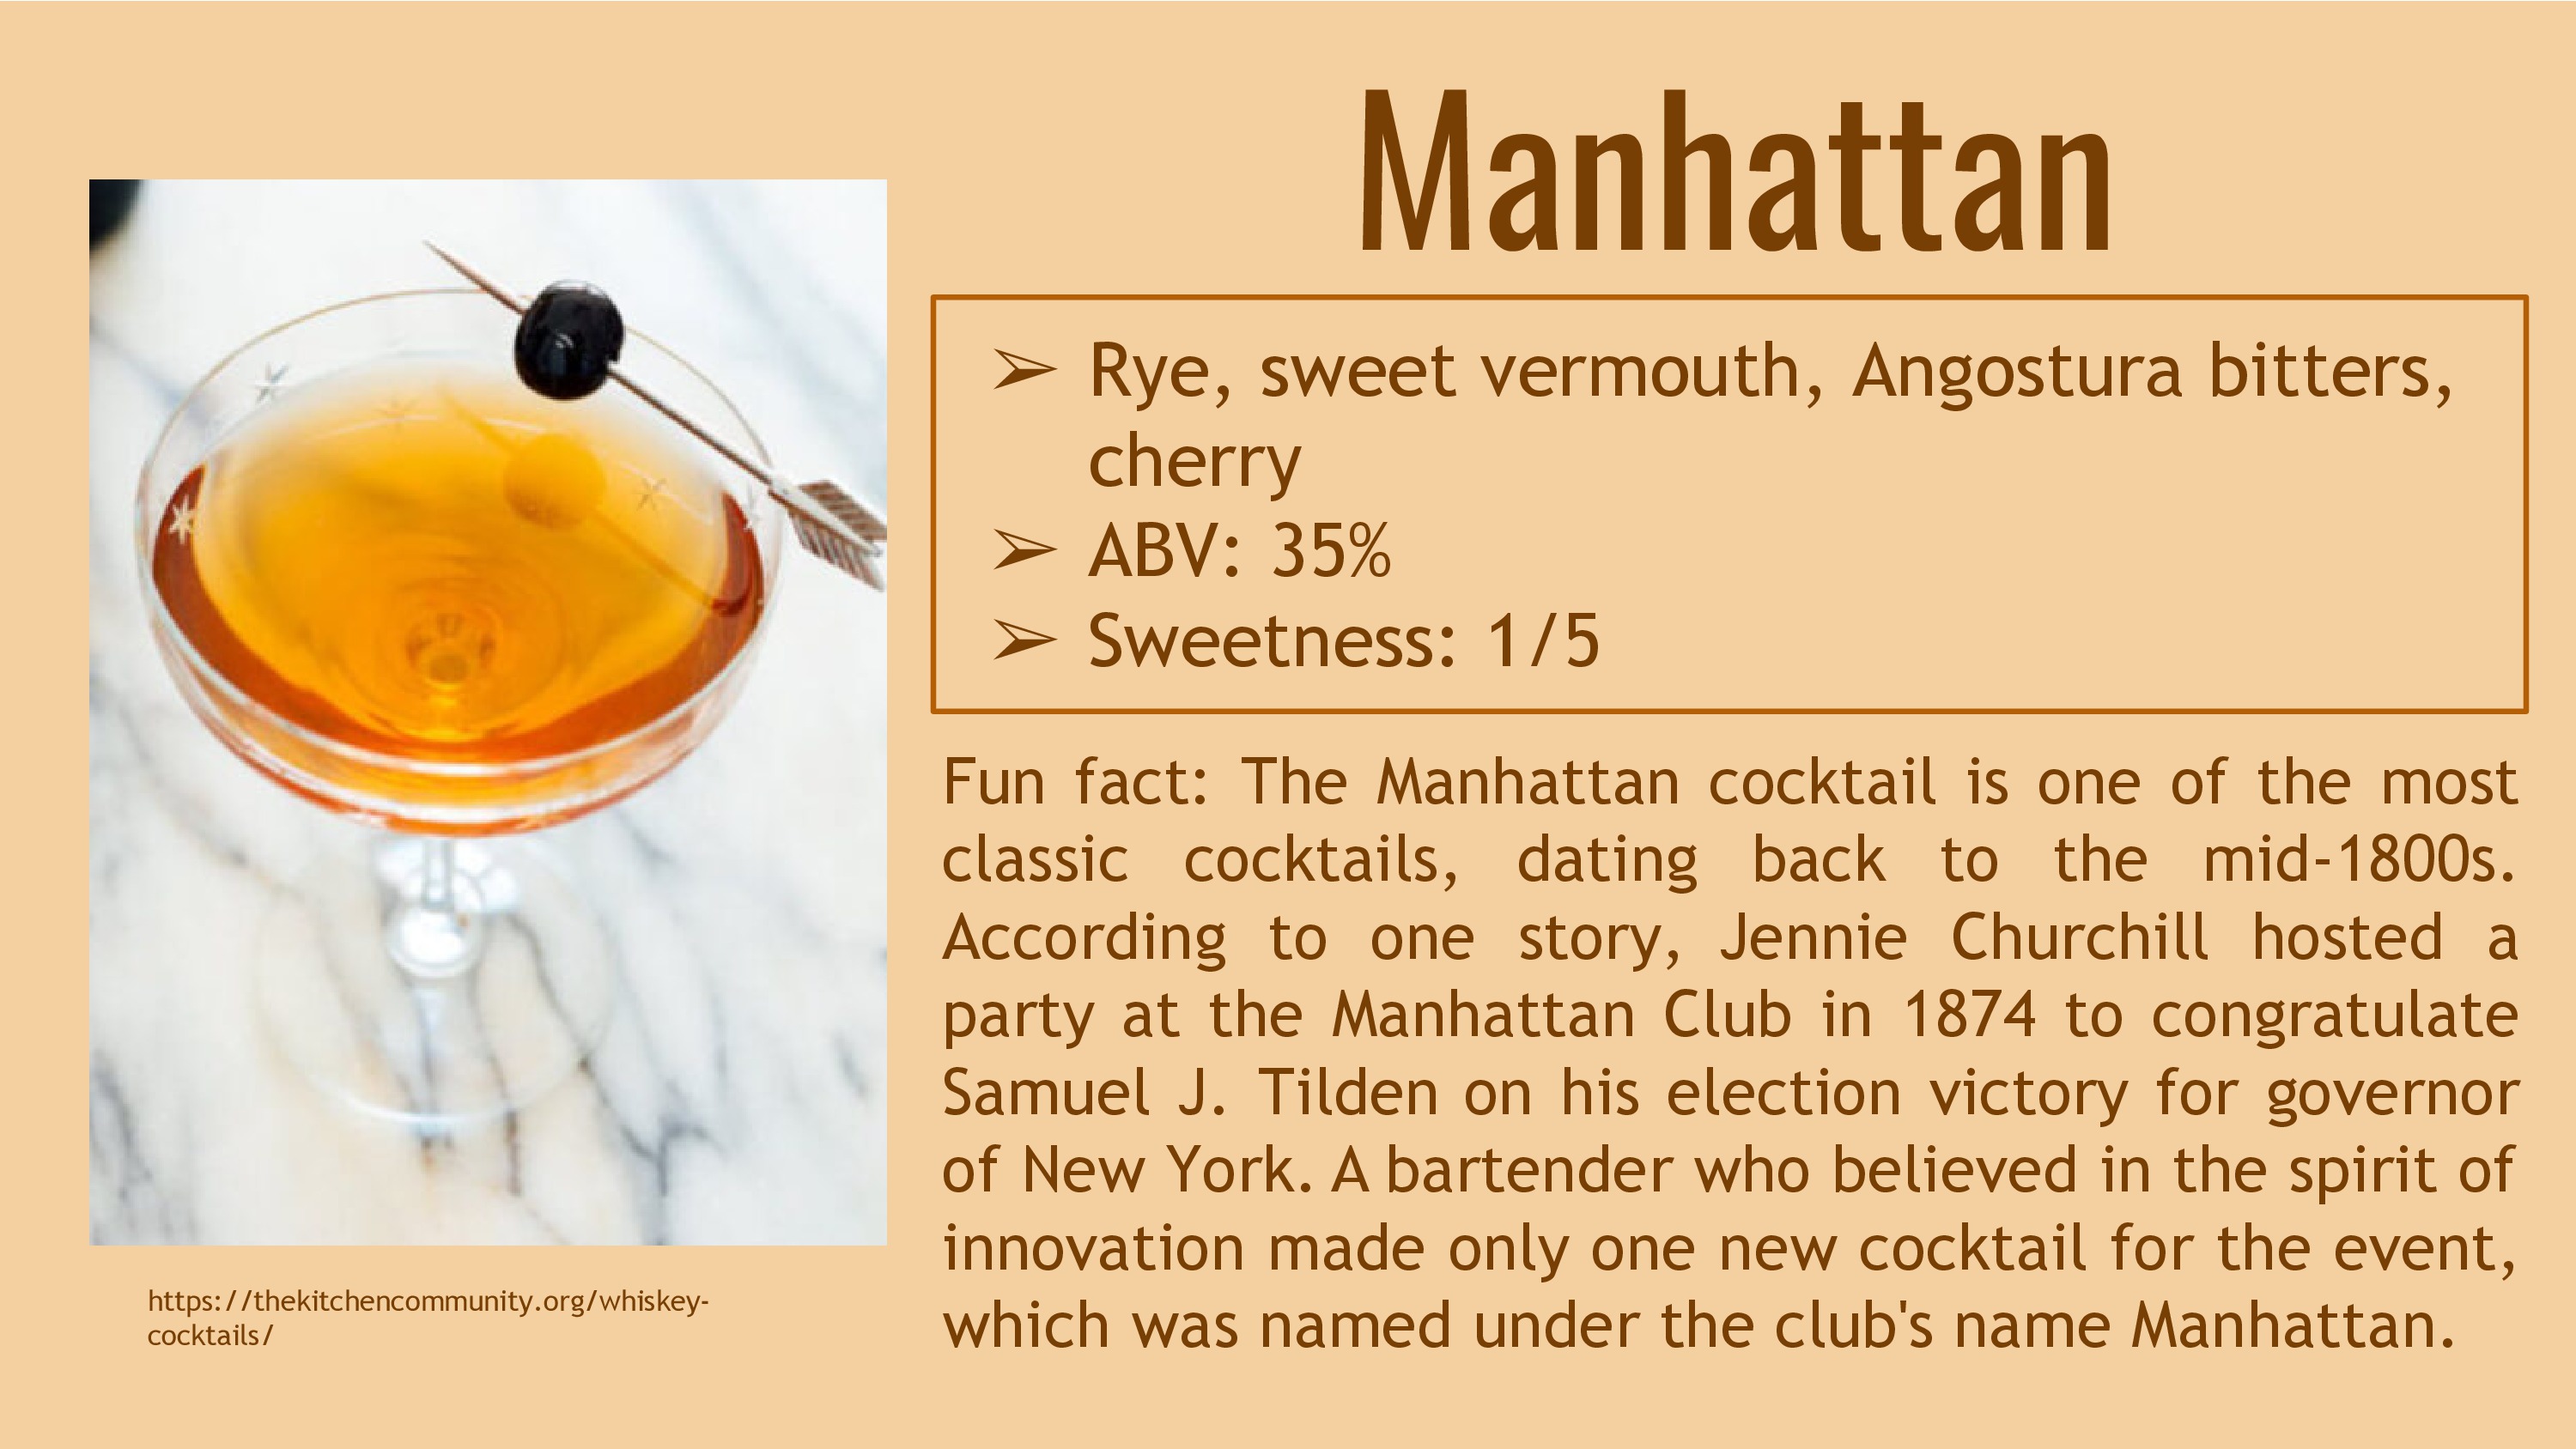 Manhattan
➢ Rye, sweet vermouth, Angostura bitters,
cherry
➢ ABV: 35%
➢ Sweetness: 1/5
Fun fact: The Manhattan cocktail is one of the most
classic cocktails, dating back to the mid-1800s.
According to one story, Jennie Churchill hosted a
party at the Manhattan Club in 1874 to congratulate
Samuel J. Tilden on his election victory for governor
of New York. A bartender who believed in the spirit of
innovation made only one new cocktail for the event,
which was named under the club's name Manhattan.
https://thekitchencommunity.org/whiskey-
cocktails/